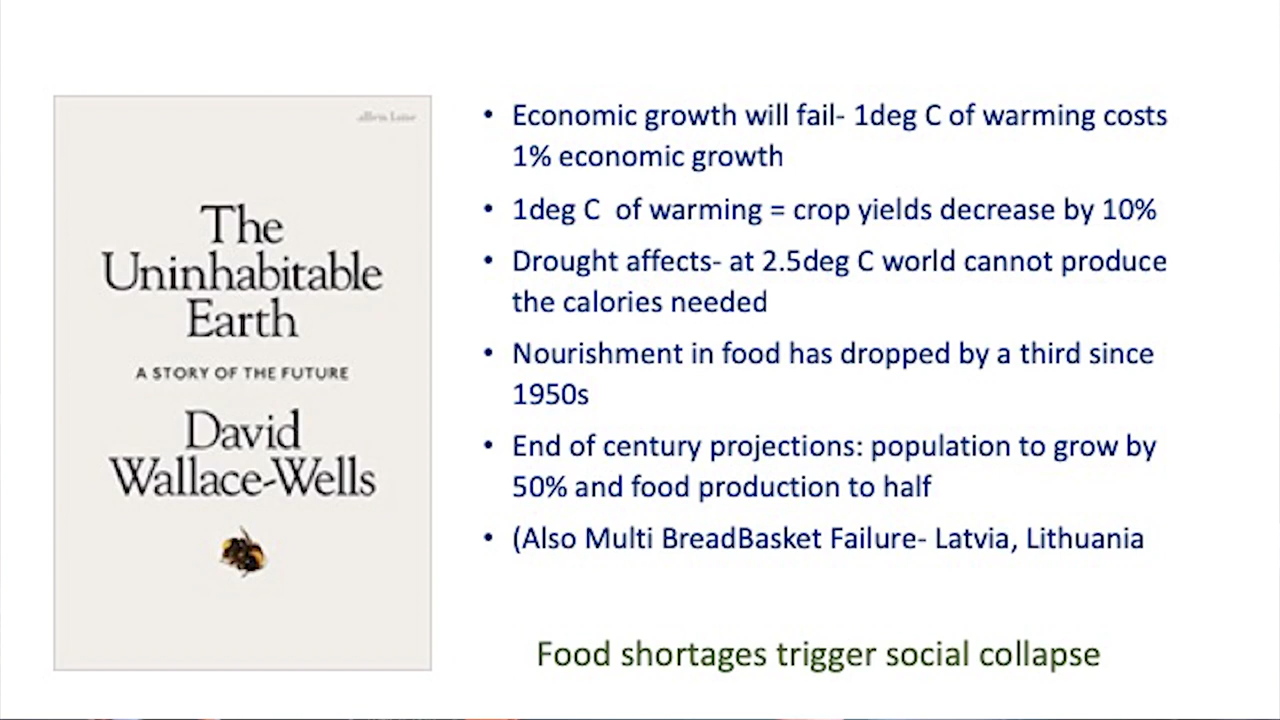 allen lane
The
Uninhabitable
Earth
A STORY OF THE FUTURE
David
Wallace-Wells
• Economic growth will fail- 1deg C of warming costs
1% economic growth
• 1deg C of warming = crop yields decrease by 10%
• Drought affects- at 2.5deg C world cannot produce
the calories needed
• Nourishment in food has dropped by a third since
1950s
• End of century projections: population to grow by
50% and food production to half
• (Also Multi BreadBasket Failure- Latvia, Lithuania
Food shortages trigger social collapse